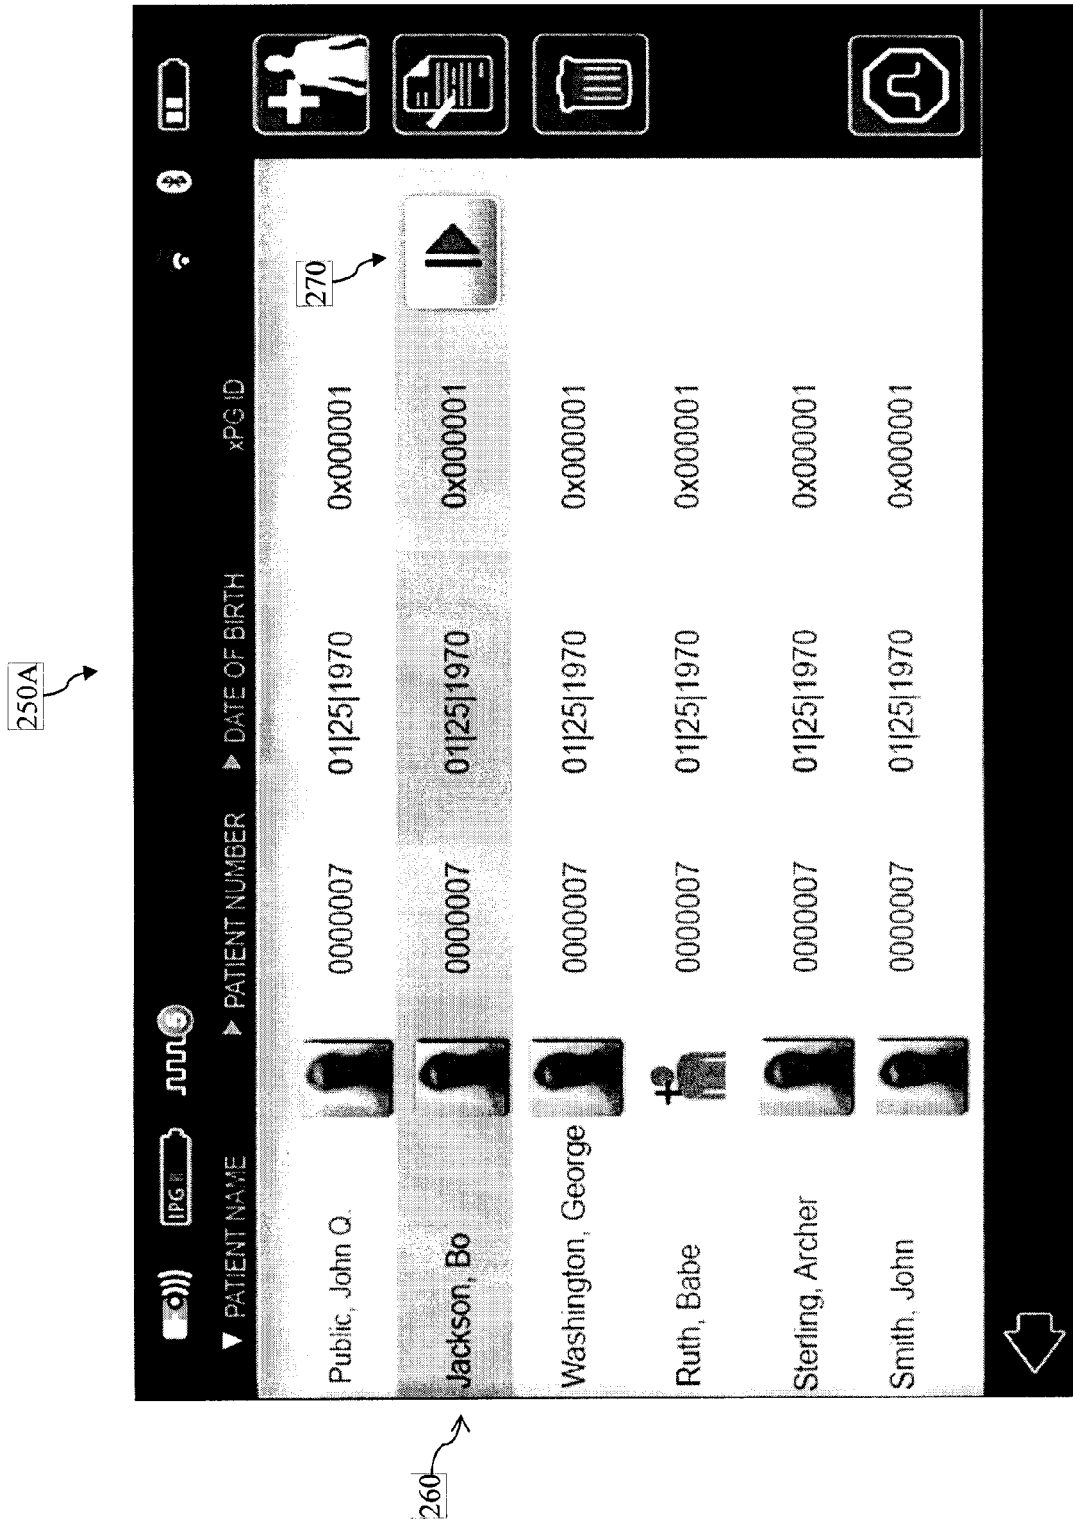 250A
IPG
▼ PATIENT NAME ▶ PATIENT NUMBER ▶ DATE OF BIRTH xPG ID
270
Public, John Q. 0000007 01|25|1970 0x000001
260
Jackson, Bo 0000007 01|25|1970 0x000001
Washington, George 0000007 01|25|1970 0x000001
Ruth, Babe 0000007 01|25|1970 0x000001
Sterling, Archer 0000007 01|25|1970 0x000001
Smith, John 0000007 01|25|1970 0x000001